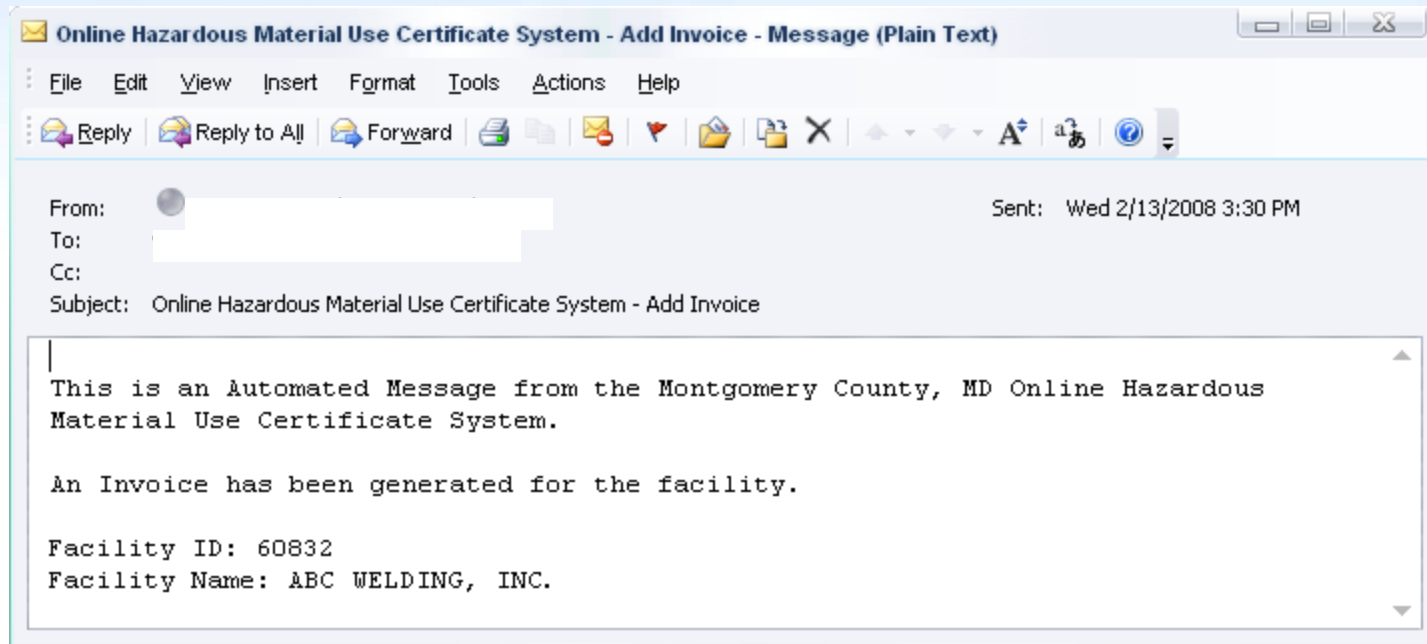 Online Hazardous Material Use Certificate System - Add Invoice - Message (Plain Text)
File Edit View Insert Format Tools Actions Help
Reply Reply to All Forward
From: Sent: Wed 2/13/2008 3:30 PM
To:
Cc:
Subject: Online Hazardous Material Use Certificate System - Add Invoice
This is an Automated Message from the Montgomery County, MD Online Hazardous
Material Use Certificate System.
An Invoice has been generated for the facility.
Facility ID: 60832
Facility Name: ABC WELDING, INC.